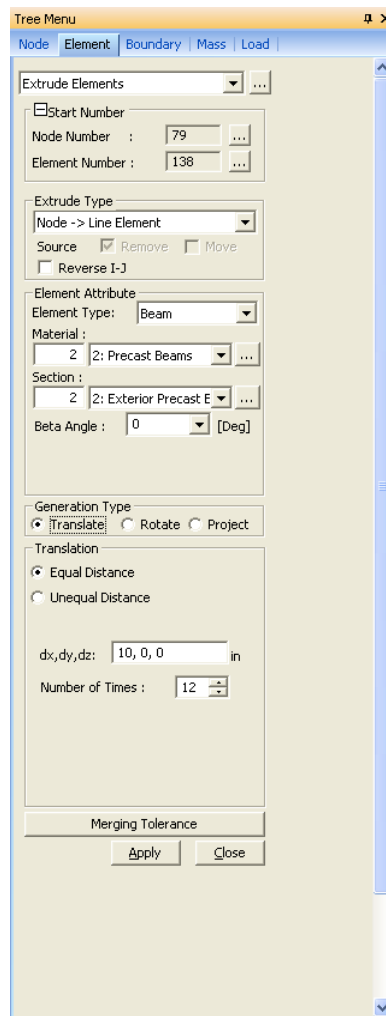 Tree Menu
Node Element Boundary Mass Load
Extrude Elements ...
Start Number
Node Number : 79 ...
Element Number : 138 ...
Extrude Type
Node -> Line Element
Source Remove Move
Reverse I-J
Element Attribute
Element Type: Beam
Material :
2 2: Precast Beams ...
Section :
2 2: Exterior Precast E ...
Beta Angle : 0 [Deg]
Generation Type
Translate Rotate Project
Translation
Equal Distance
Unequal Distance
dx,dy,dz: 10, 0, 0 in
Number of Times : 12
Merging Tolerance
Apply Close